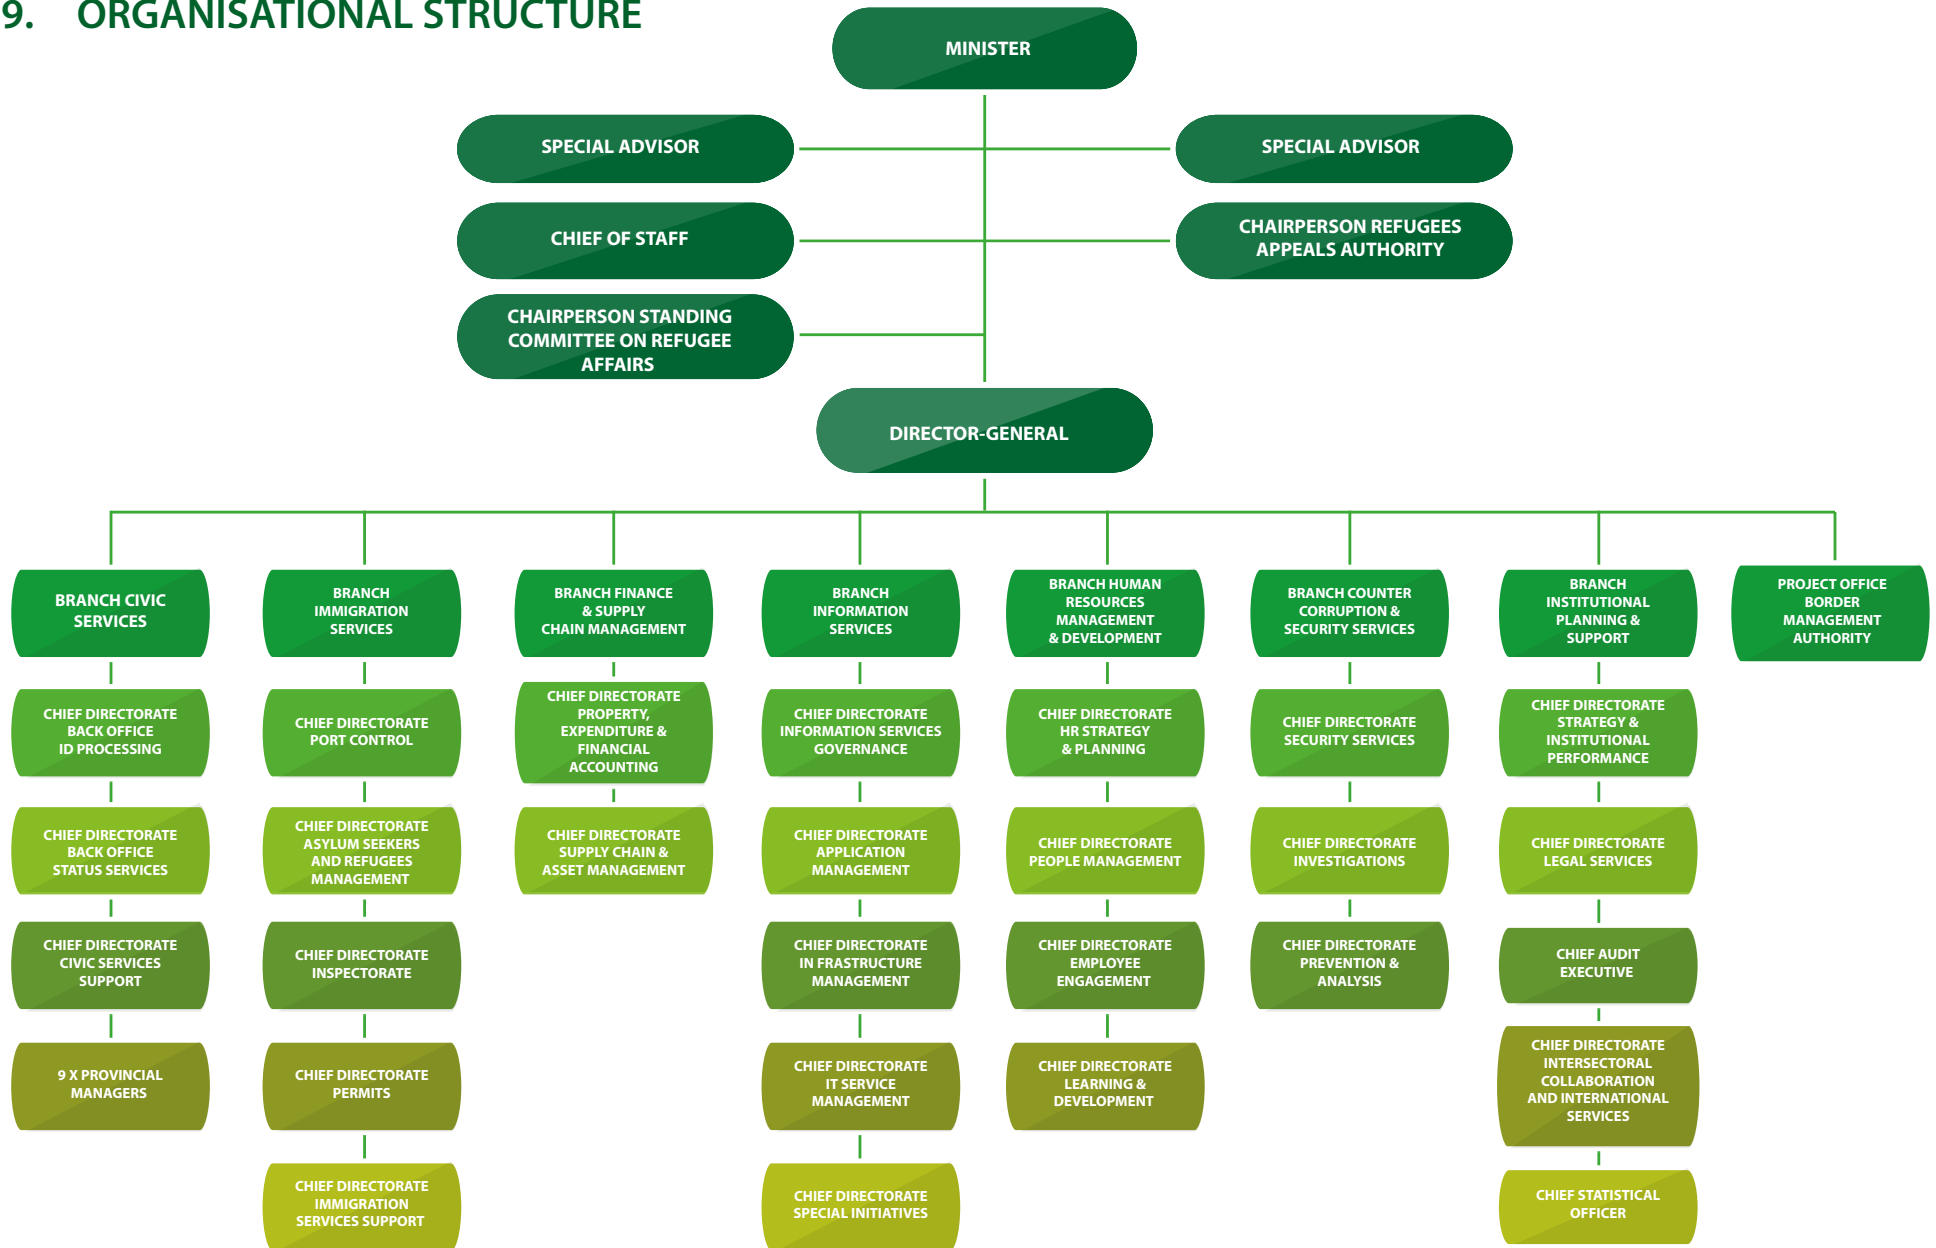 9. ORGANISATIONAL STRUCTURE
MINISTER
SPECIAL ADVISOR
SPECIAL ADVISOR
CHIEF OF STAFF
CHAIRPERSON REFUGEES
APPEALS AUTHORITY
CHAIRPERSON STANDING
COMMITTEE ON REFUGEE
AFFAIRS
DIRECTOR-GENERAL
BRANCH CIVIC
SERVICES
CHIEF DIRECTORATE
BACK OFFICE
ID PROCESSING
CHIEF DIRECTORATE
BACK OFFICE
STATUS SERVICES
CHIEF DIRECTORATE
CIVIC SERVICES
SUPPORT
9 X PROVINCIAL
MANAGERS
BRANCH
IMMIGRATION
SERVICES
CHIEF DIRECTORATE
PORT CONTROL
CHIEF DIRECTORATE
ASYLUM SEEKERS
AND REFUGEES
MANAGEMENT
CHIEF DIRECTORATE
INSPECTORATE
CHIEF DIRECTORATE
PERMITS
CHIEF DIRECTORATE
IMMIGRATION
SERVICES SUPPORT
BRANCH FINANCE
& SUPPLY
CHAIN MANAGEMENT
CHIEF DIRECTORATE
PROPERTY,
EXPENDITURE &
FINANCIAL
ACCOUNTING
CHIEF DIRECTORATE
SUPPLY CHAIN &
ASSET MANAGEMENT
BRANCH
INFORMATION
SERVICES
CHIEF DIRECTORATE
INFORMATION SERVICES
GOVERNANCE
CHIEF DIRECTORATE
APPLICATION
MANAGEMENT
CHIEF DIRECTORATE
IN FRASTRUCTURE
MANAGEMENT
CHIEF DIRECTORATE
IT SERVICE
MANAGEMENT
CHIEF DIRECTORATE
SPECIAL INITIATIVES
BRANCH HUMAN
RESOURCES
MANAGEMENT
& DEVELOPMENT
CHIEF DIRECTORATE
HR STRATEGY
& PLANNING
CHIEF DIRECTORATE
PEOPLE MANAGEMENT
CHIEF DIRECTORATE
EMPLOYEE
ENGAGEMENT
CHIEF DIRECTORATE
LEARNING &
DEVELOPMENT
BRANCH COUNTER
CORRUPTION &
SECURITY SERVICES
CHIEF DIRECTORATE
SECURITY SERVICES
CHIEF DIRECTORATE
INVESTIGATIONS
CHIEF DIRECTORATE
PREVENTION &
ANALYSIS
BRANCH
INSTITUTIONAL
PLANNING &
SUPPORT
CHIEF DIRECTORATE
STRATEGY &
INSTITUTIONAL
PERFORMANCE
CHIEF DIRECTORATE
LEGAL SERVICES
CHIEF AUDIT
EXECUTIVE
CHIEF DIRECTORATE
INTERSECTORAL
COLLABORATION
AND INTERNATIONAL
SERVICES
CHIEF STATISTICAL
OFFICER
PROJECT OFFICE
BORDER
MANAGEMENT
AUTHORITY